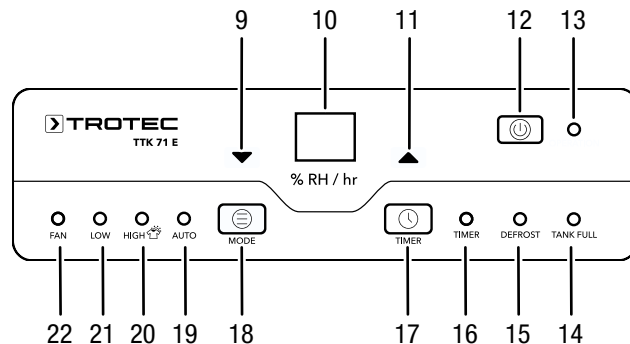 9 10 11 12 13
TROTEC
TTK 71 E
% RH / hr
FAN LOW HIGH AUTO MODE TIMER TIMER DEFROST TANK FULL
22 21 20 19 18 17 16 15 14